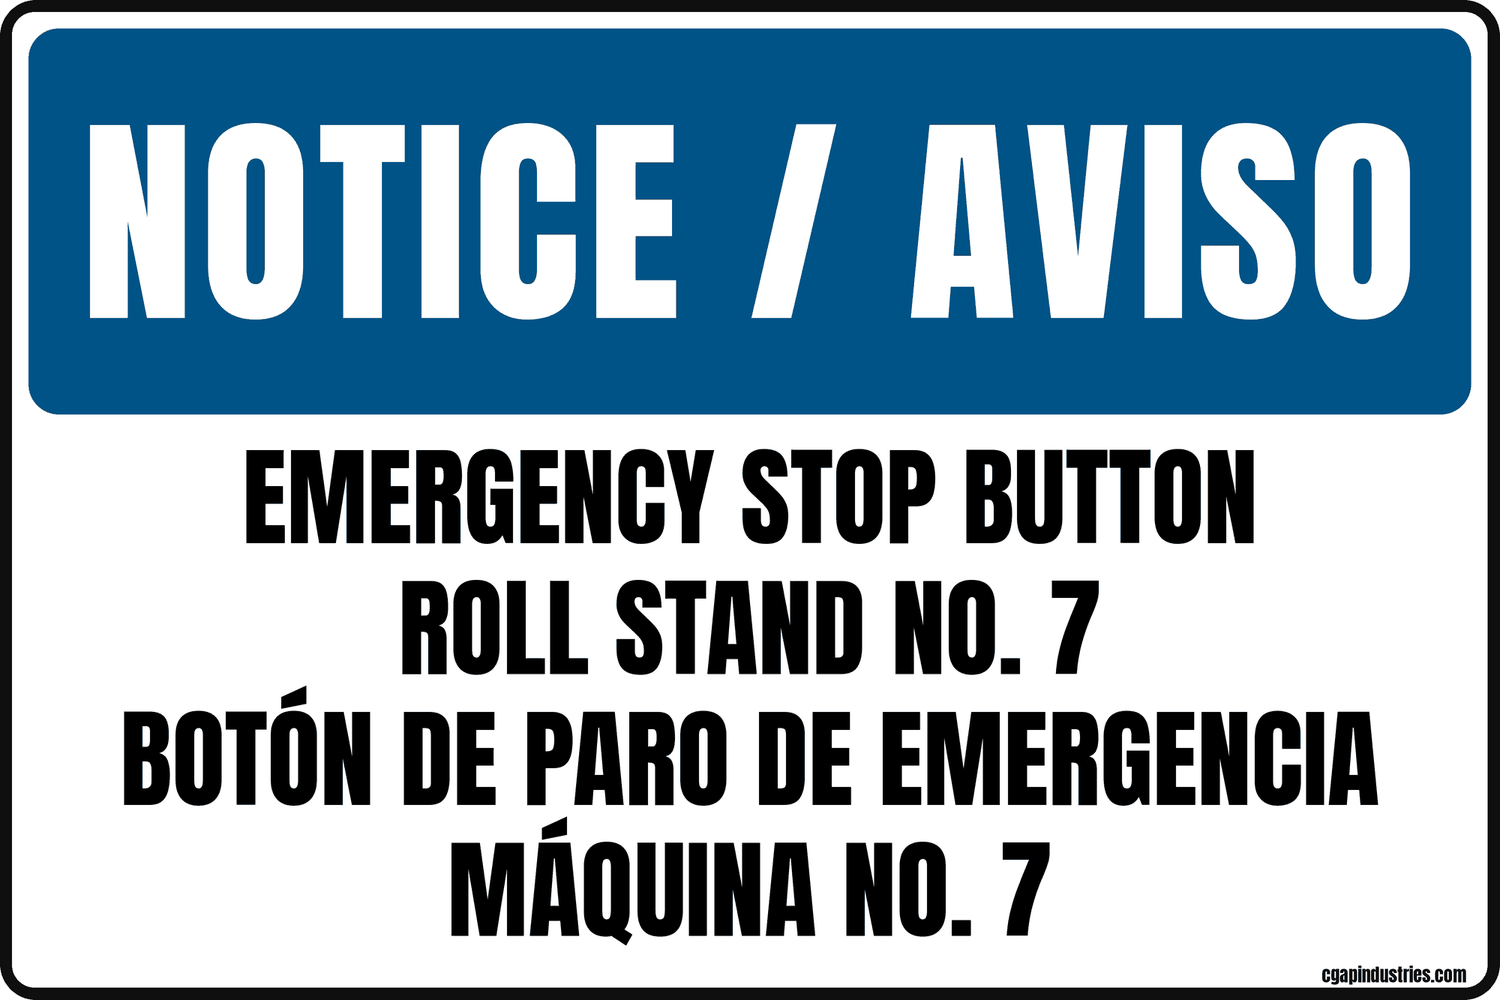 NOTICE / AVISO
EMERGENCY STOP BUTTON
ROLL STAND NO. 7
BOTÓN DE PARO DE EMERGENCIA
MÁQUINA NO. 7
cgapindustries.com